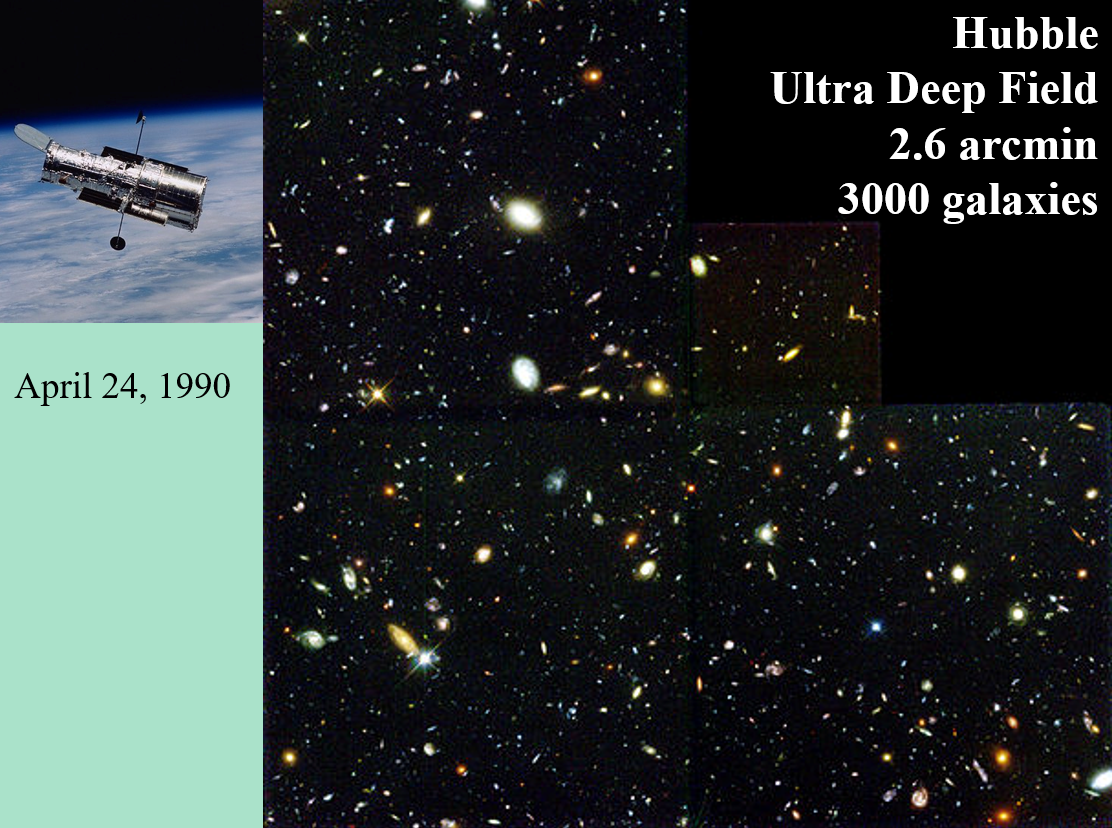 Hubble
Ultra Deep Field
2.6 arcmin
3000 galaxies
April 24, 1990